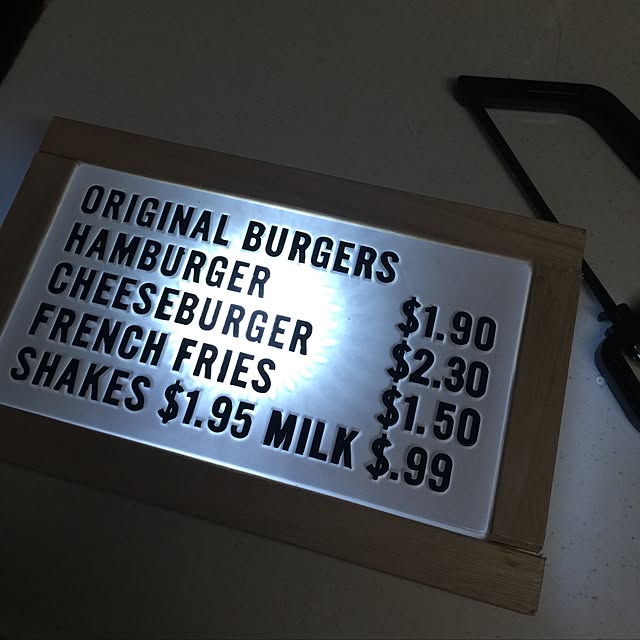 ORIGINAL BURGERS
HAMBURGER $1.90
CHEESEBURGER $2.30
FRENCH FRIES $1.50
SHAKES $1.95 MILK $.99